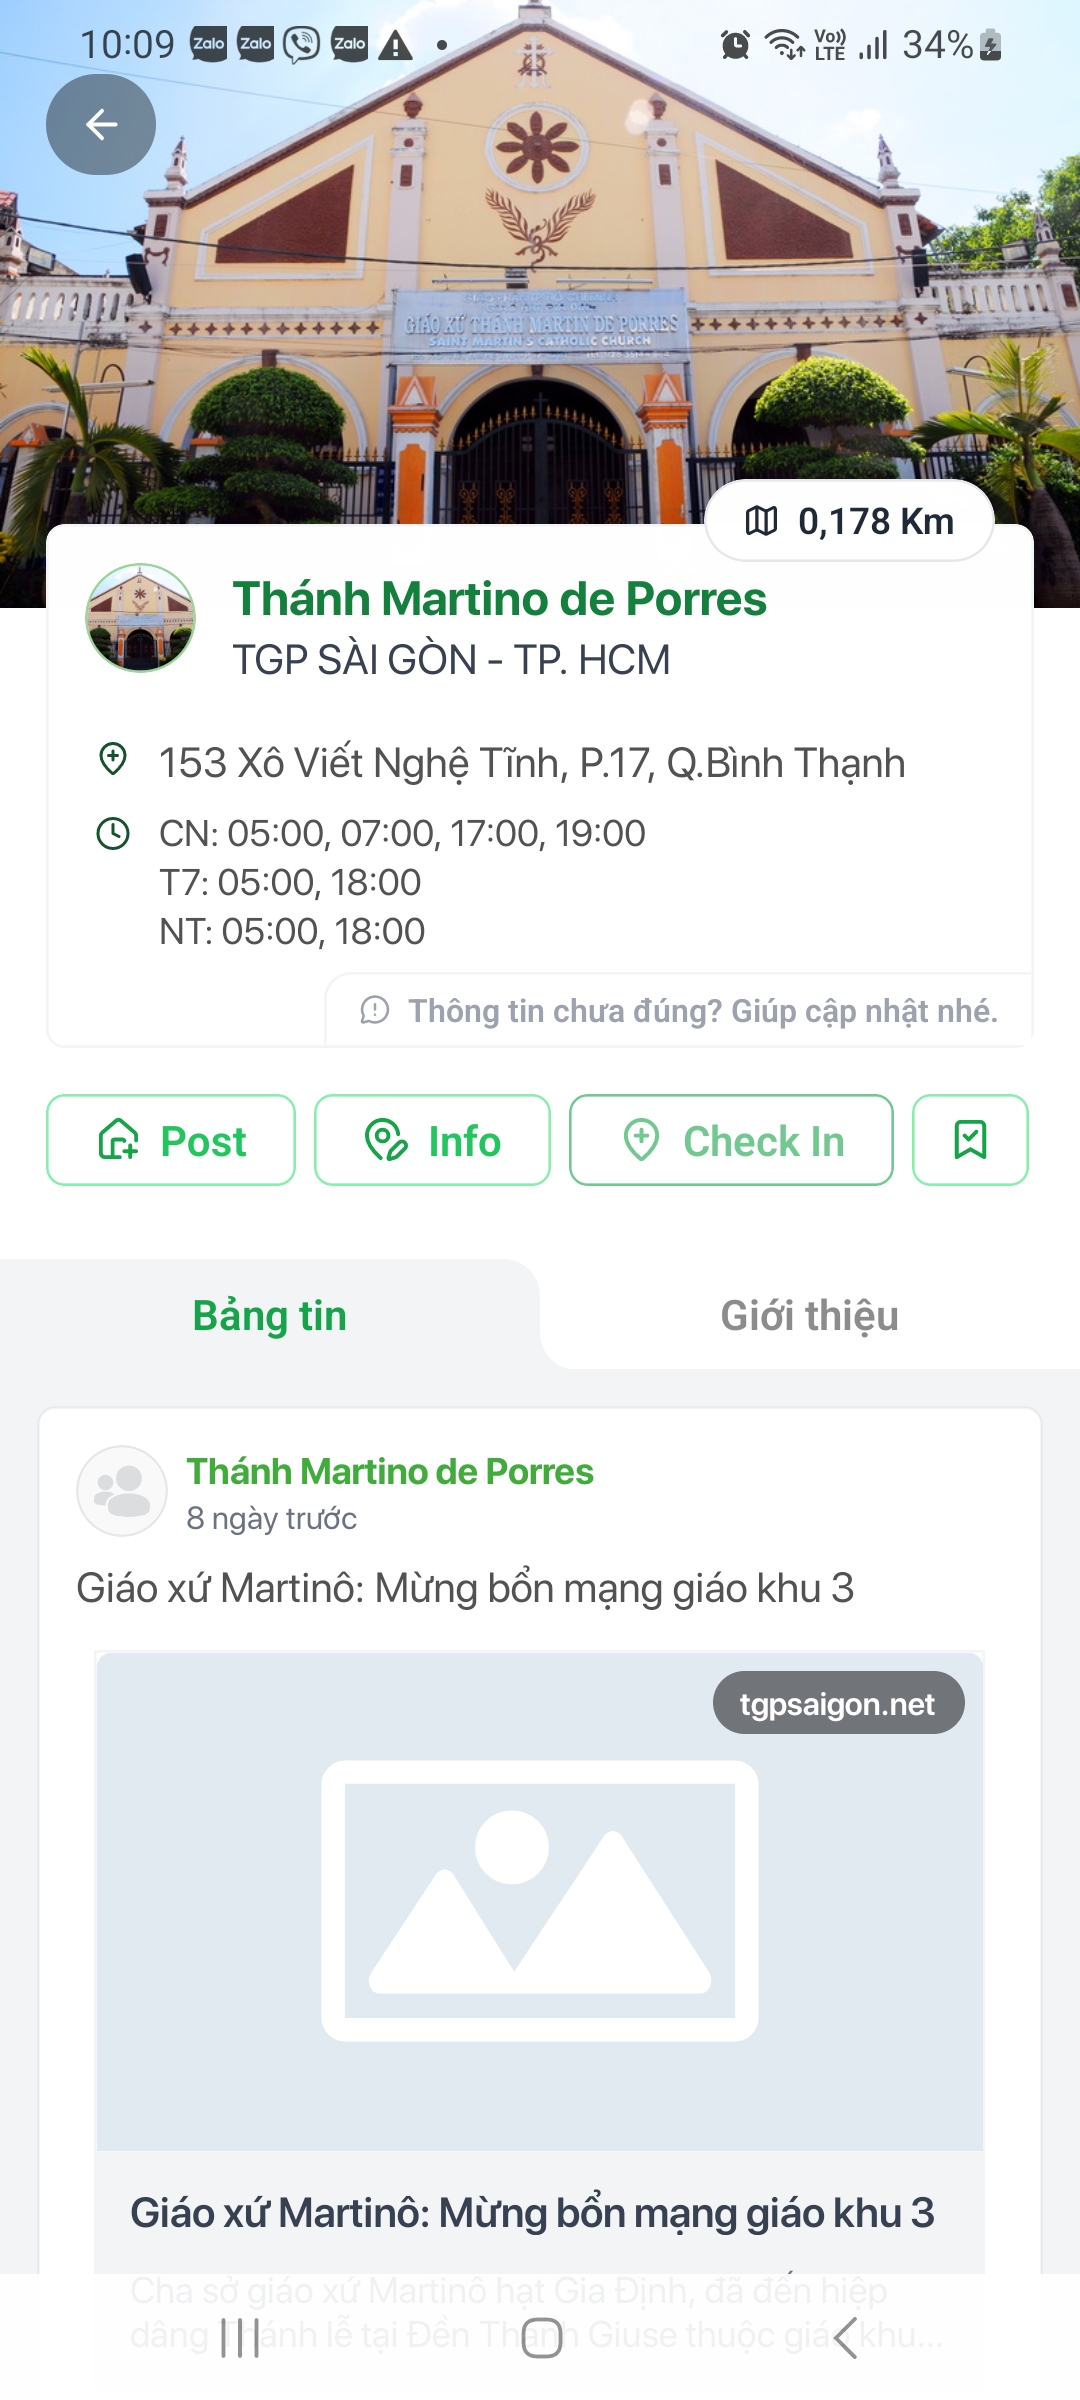 10:09 Zalo Zalo Zalo Vo)) LTE 34%
GIÁO XỨ THÁNH MARTIN DE PORRES
SAINT MARTIN'S CATHOLIC CHURCH
0,178 Km
Thánh Martino de Porres
TGP SÀI GÒN - TP. HCM
153 Xô Viết Nghệ Tĩnh, P.17, Q.Bình Thạnh
CN: 05:00, 07:00, 17:00, 19:00
T7: 05:00, 18:00
NT: 05:00, 18:00
Thông tin chưa đúng? Giúp cập nhật nhé.
Post Info Check In
Bảng tin Giới thiệu
Thánh Martino de Porres
8 ngày trước
Giáo xứ Martinô: Mừng bổn mạng giáo khu 3
tgpsaigon.net
Giáo xứ Martinô: Mừng bổn mạng giáo khu 3
Cha sở giáo xứ Martinô hạt Gia Định, đã đến hiệp
dâng Thánh lễ tại Đền Thánh Giuse thuộc giáo khu...